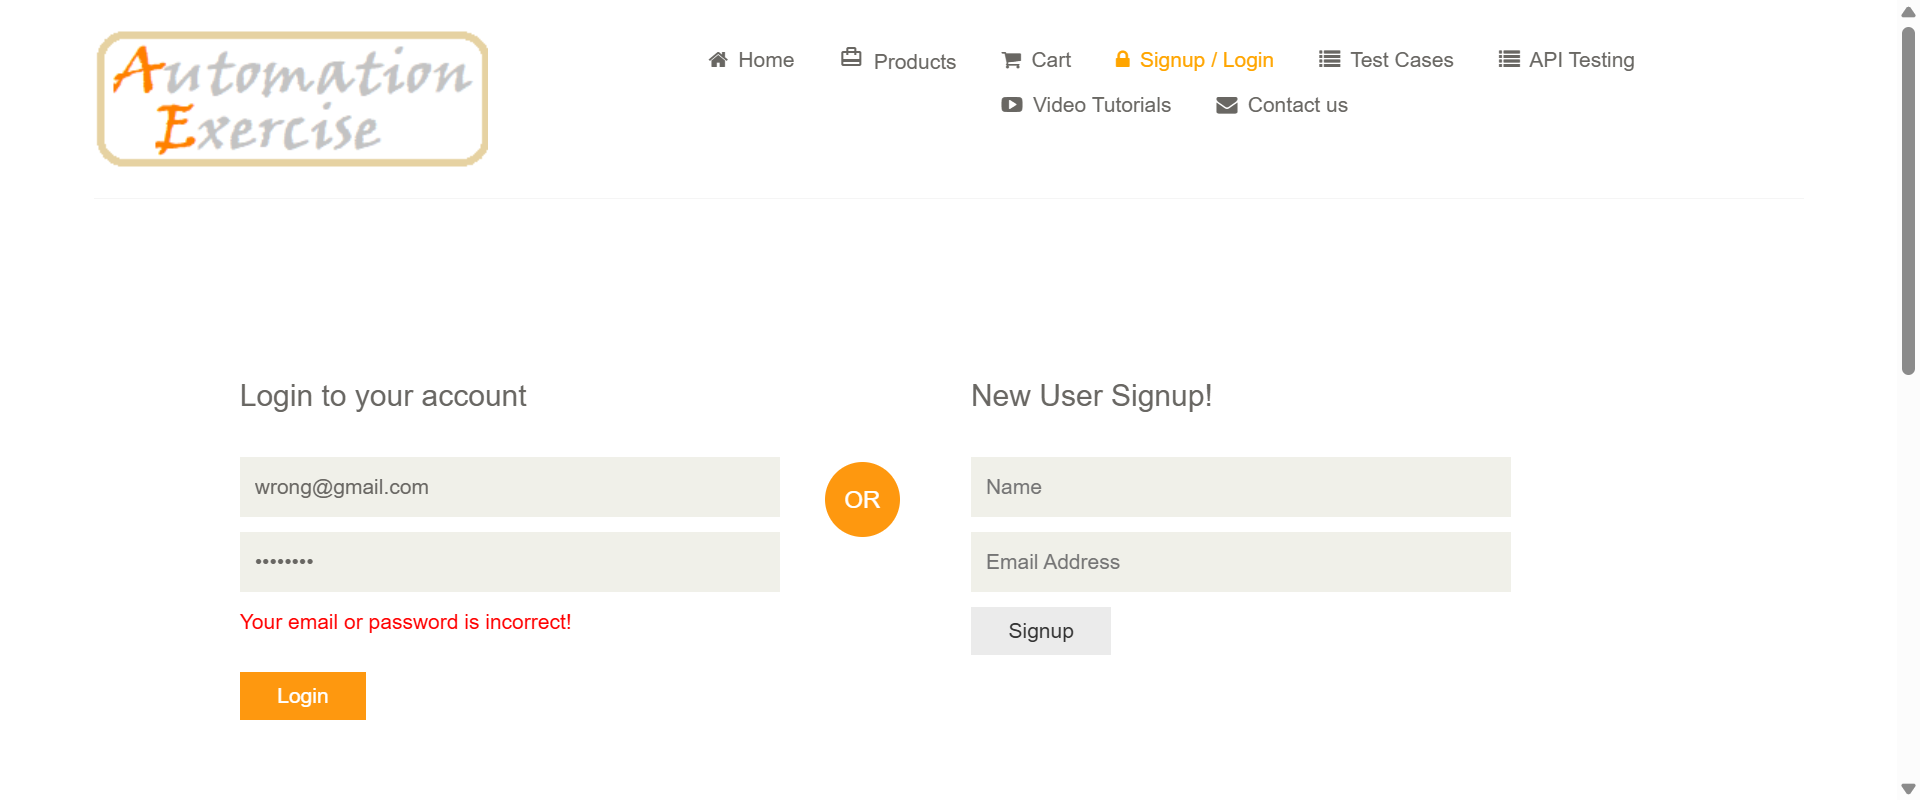 Automation
Exercise
Home Products Cart Signup / Login Test Cases API Testing
Video Tutorials Contact us
Login to your account
wrong@gmail.com
••••••••
Your email or password is incorrect!
Login
OR
New User Signup!
Name
Email Address
Signup